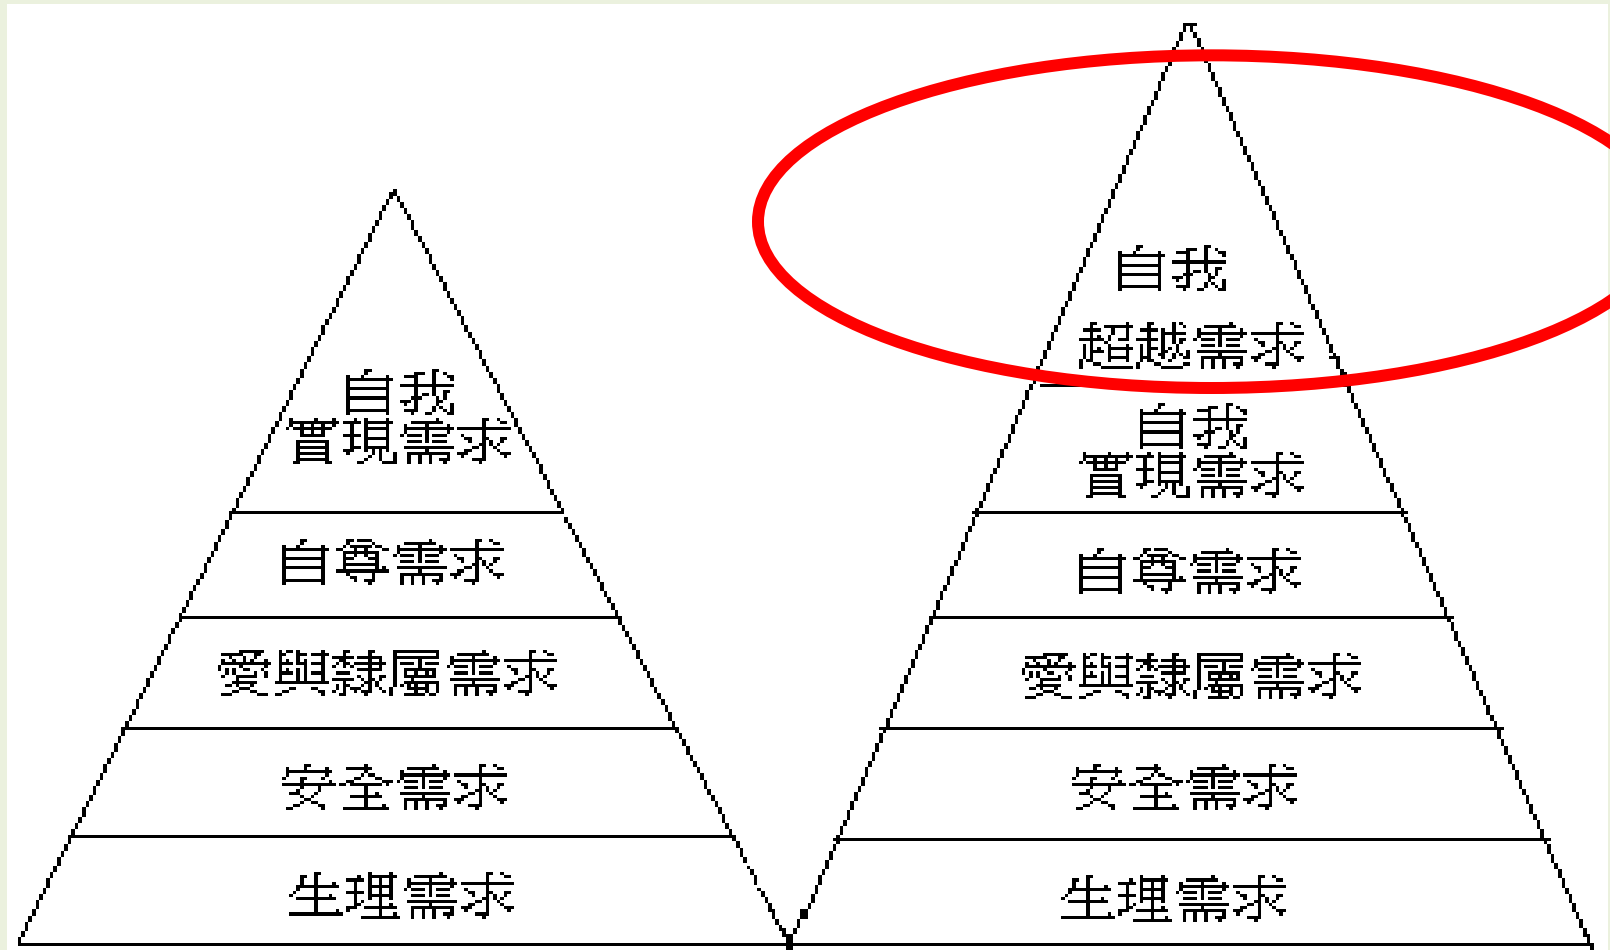 自我
實現需求
自尊需求
愛與隸屬需求
安全需求
生理需求
自我
超越需求
自我
實現需求
自尊需求
愛與隸屬需求
安全需求
生理需求